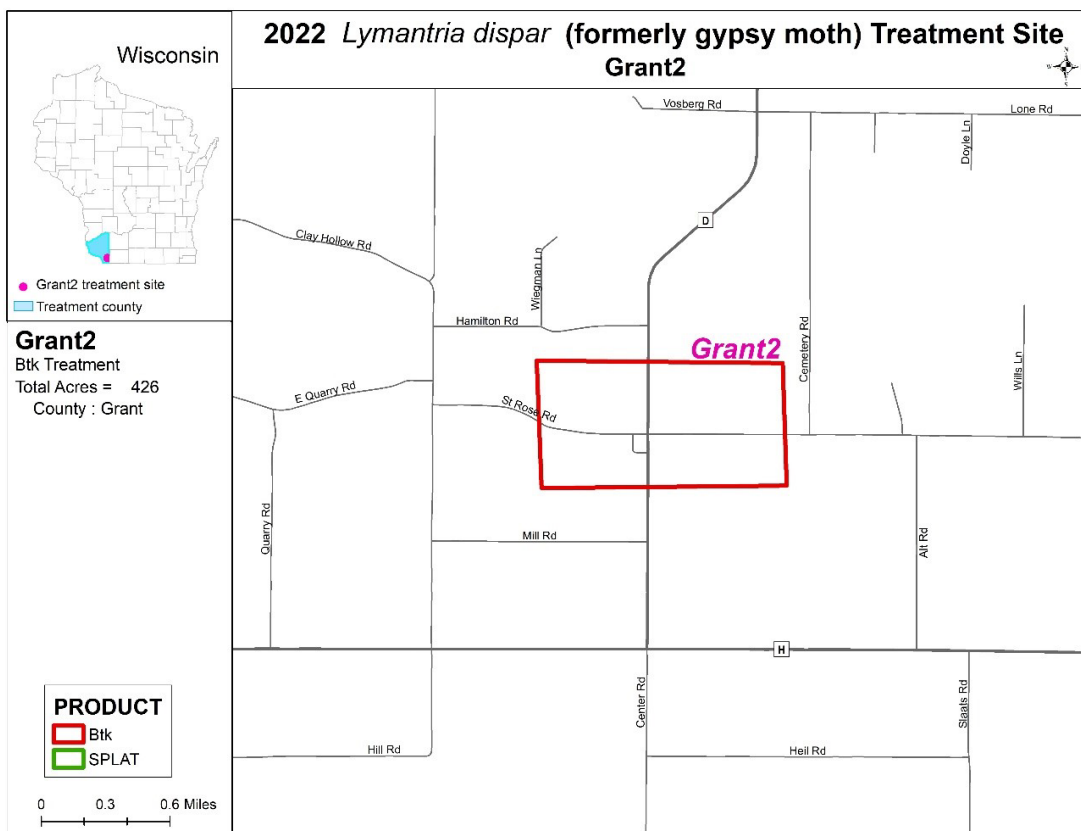 2022 Lymantria dispar (formerly gypsy moth) Treatment Site
Grant2
N
W E
S
Wisconsin
Grant2 treatment site
Treatment county
Grant2
Btk Treatment
Total Acres = 426
County : Grant
PRODUCT
Btk
SPLAT
0 0.3 0.6 Miles
Vosberg Rd
Lone Rd
Doyle Ln
D
Clay Hollow Rd
Wiegman Ln
Hamilton Rd
Grant2
Cemetery Rd
Wills Ln
E Quarry Rd
St Rose Rd
Quarry Rd
Mill Rd
Alt Rd
H
Center Rd
Slaats Rd
Hill Rd
Heil Rd